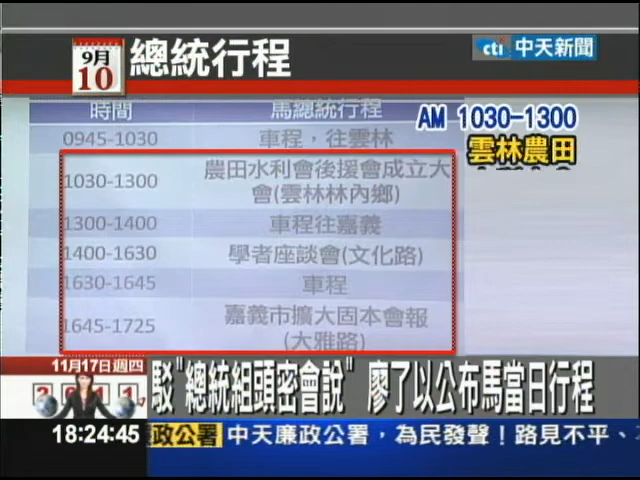 9月
10
總統行程
cti 中天新聞
時間 馬總統行程
AM 1030-1300
雲林農田
0945-1030 車程，往雲林
1030-1300 農田水利會後援會成立大
會(雲林林內鄉)
1300-1400 車程往嘉義
1400-1630 學者座談會(文化路)
1630-1645 車程
1645-1725 嘉義市擴大固本會報
(大雅路)
11月17日週四
駁"總統組頭密會說" 廖了以公布馬當日行程
18:24:45
政公署 中天廉政公署，為民發聲！路見不平、